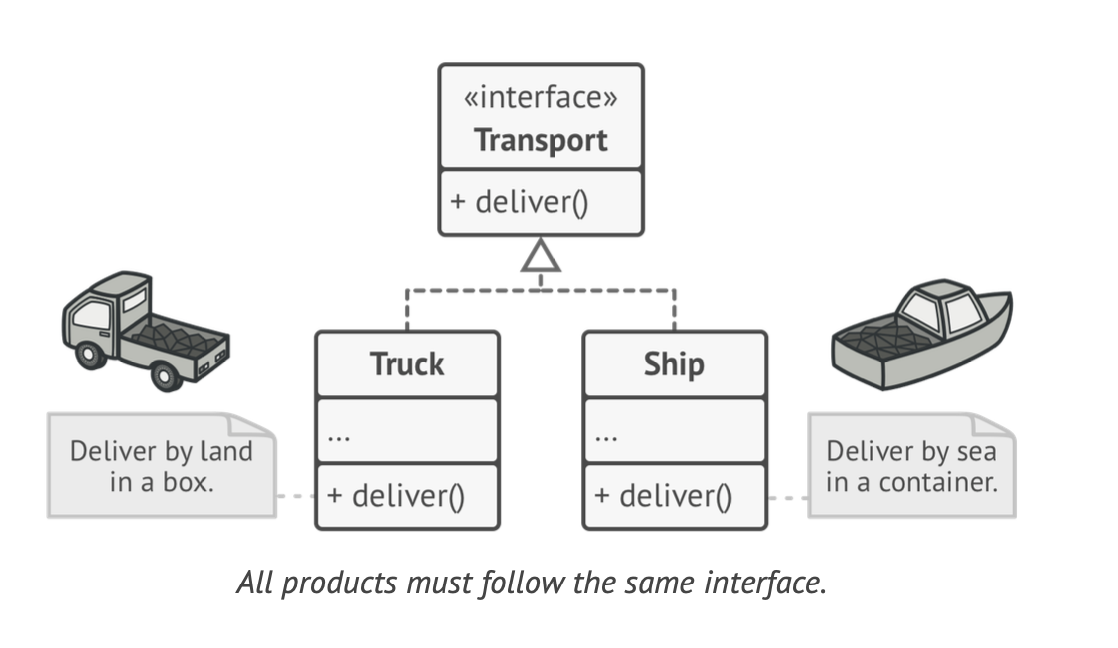 «interface»
Transport
+ deliver()
Truck
...
+ deliver()
Ship
...
+ deliver()
Deliver by land
in a box.
Deliver by sea
in a container.
All products must follow the same interface.